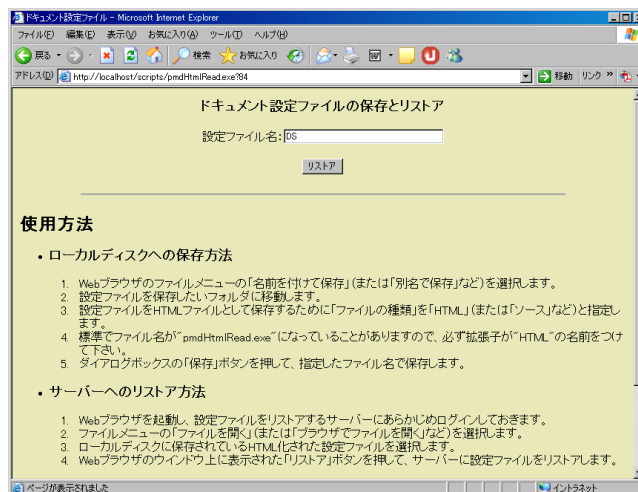 ドキュメント設定ファイル - Microsoft Internet Explorer
ファイル(F) 編集(E) 表示(V) お気に入り(A) ツール(T) ヘルプ(H)
戻る 検索 お気に入り
アドレス(D) http://localhost/scripts/pmdHtmlRead.exe?84 移動 リンク »
ドキュメント設定ファイルの保存とリストア
設定ファイル名: DS
リストア
使用方法
• ローカルディスクへの保存方法
1. Webブラウザのファイルメニューの「名前を付けて保存」(または「別名で保存」など)を選択します。
2. 設定ファイルを保存したいフォルダに移動します。
3. 設定ファイルをHTMLファイルとして保存するために「ファイルの種類」を「HTML」(または「ソース」など)と指定し
ます。
4. 標準でファイル名が"pmdHtmlRead.exe"になっていることがありますので、必ず拡張子が"HTML"の名前をつけ
て下さい。
5. ダイアログボックスの「保存」ボタンを押して、指定したファイル名で保存します。
• サーバーへのリストア方法
1. Webブラウザを起動し、設定ファイルをリストアするサーバーにあらかじめログインしておきます。
2. ファイルメニューの「ファイルを開く」(または「ブラウザでファイルを開く」など)を選択します。
3. ローカルディスクに保存されているHTML化された設定ファイルを選択します。
4. Webブラウザのウインドウ上に表示された「リストア」ボタンを押して、サーバーに設定ファイルをリストアします。
ページが表示されました イントラネット